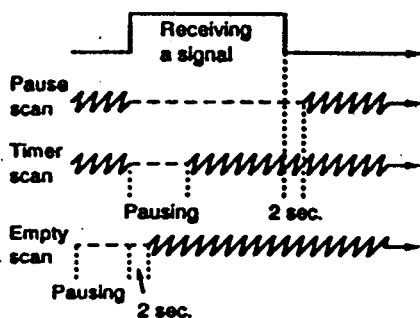 Receiving
a signal
Pause
scan
Timer
scan
Pausing
2 sec.
Empty
scan
Pausing
2 sec.